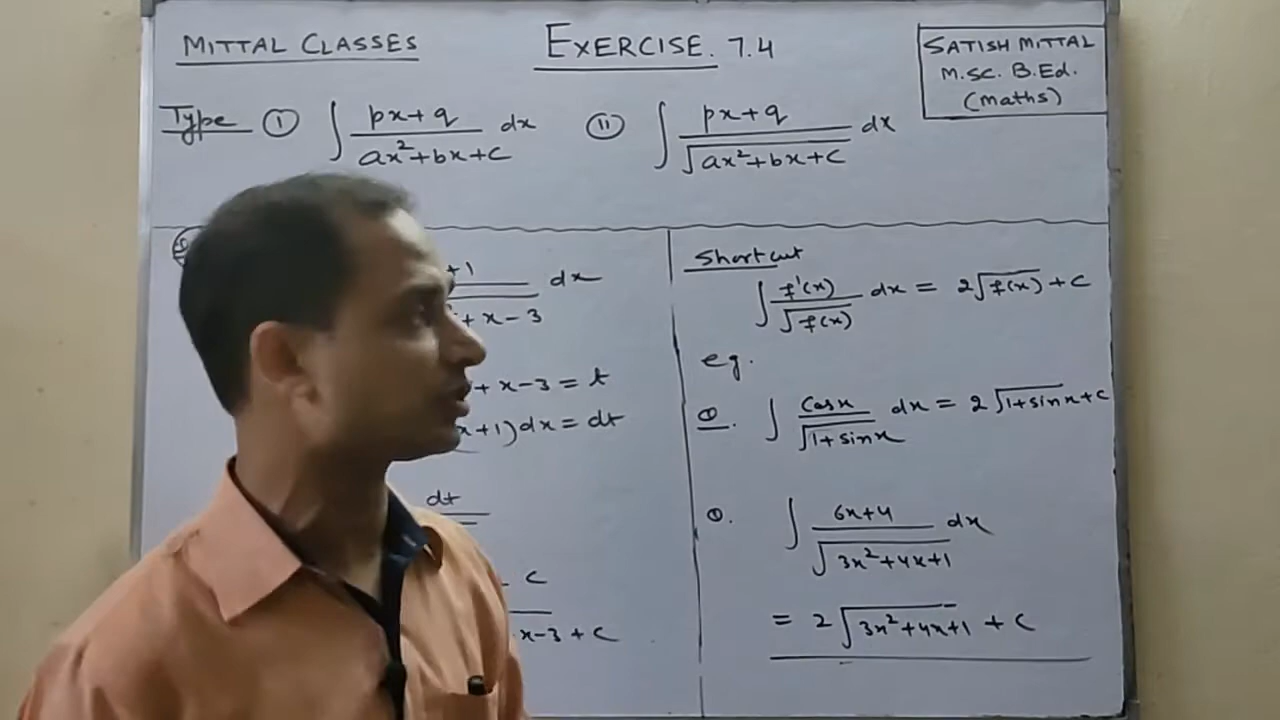 MITTAL CLASSES
EXERCISE. 7.4
SATISH MITTAL
M.Sc. B.Ed.
(Maths)
Type ① ∫ px+q / ax²+bx+c dx ② ∫ px+q / √ax²+bx+c dx
+1 dx
+ x-3
+ x-3 = t
x+1) dx = dt
dt
c
x-3 + c
Shortcut
∫ f'(x) / √f(x) dx = 2√f(x) + c
eg.
①. ∫ Cosx / √1+sinx dx = 2√1+sinx+c
①. ∫ 6x+4 / √3x²+4x+1 dx
= 2√3x²+4x+1 + c